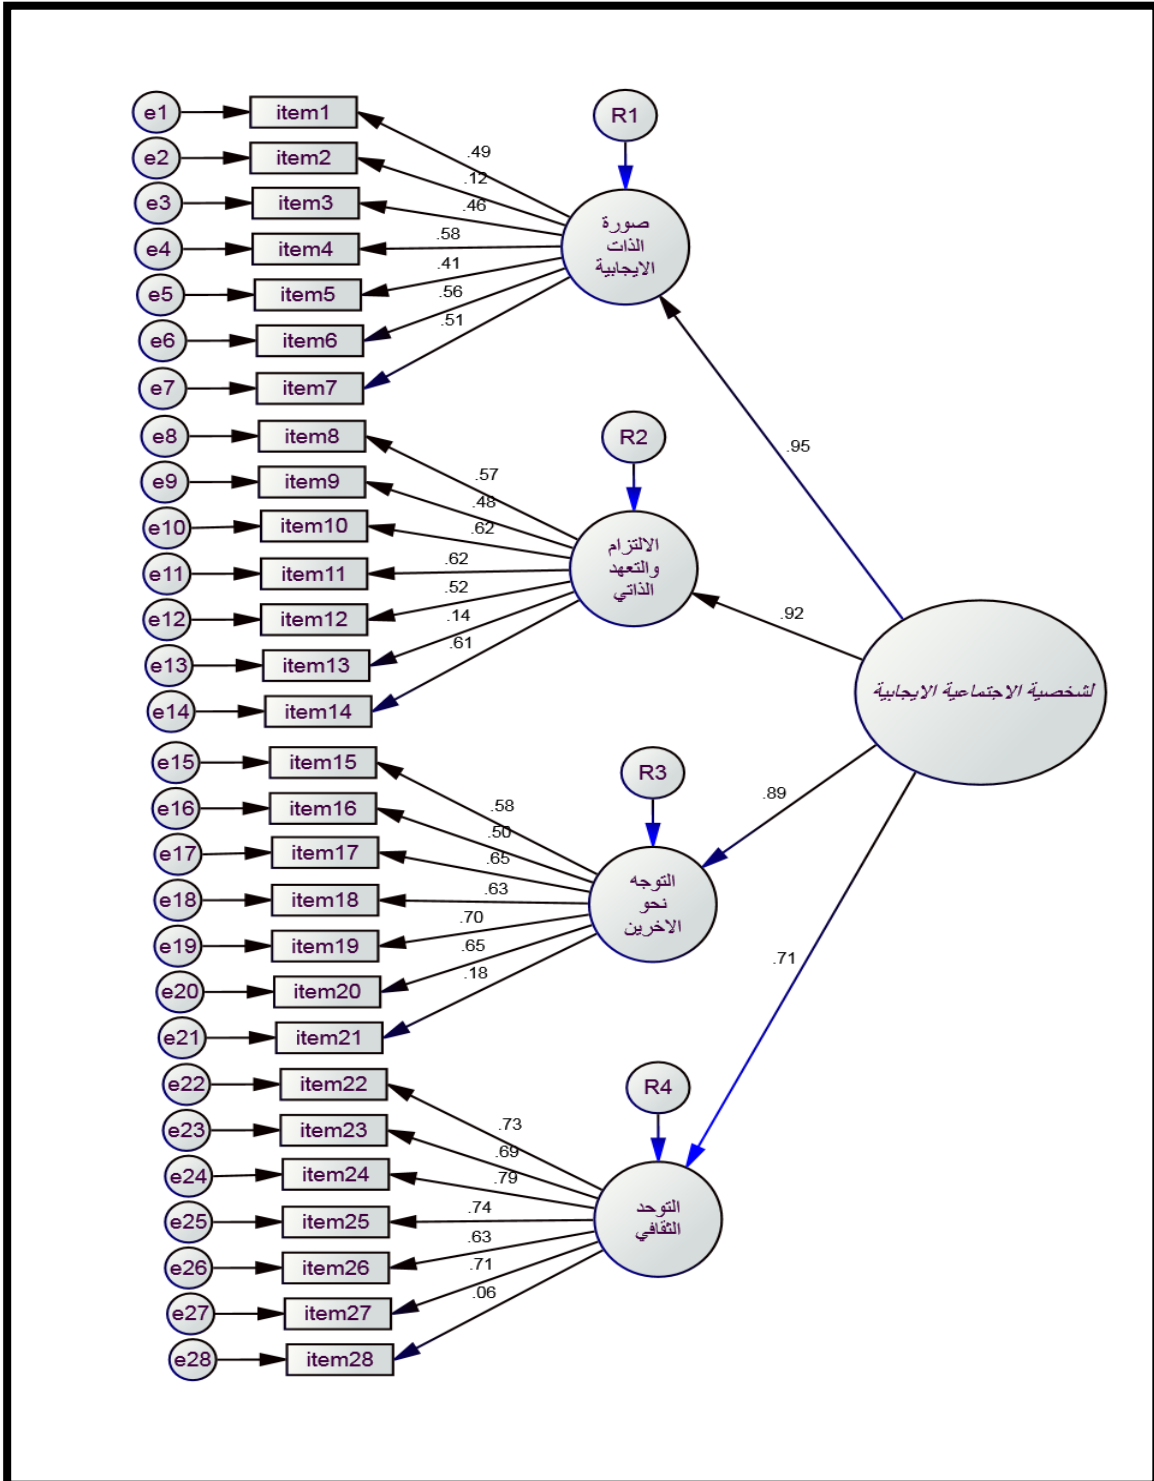 e1 item1
e2 item2
e3 item3
e4 item4
e5 item5
e6 item6
e7 item7
R1
.49
.12
.46
.58
.41
.56
.51
صورة
الذات
الايجابية
.95
e8 item8
e9 item9
e10 item10
e11 item11
e12 item12
e13 item13
e14 item14
R2
.57
.48
.62
.62
.52
.14
.61
الالتزام
والتعهد
الذاتي
.92
لشخصية الاجتماعية الايجابية
e15 item15
e16 item16
e17 item17
e18 item18
e19 item19
e20 item20
e21 item21
R3
.58
.50
.65
.63
.70
.65
.18
التوجه
نحو
الاخرين
.89
e22 item22
e23 item23
e24 item24
e25 item25
e26 item26
e27 item27
e28 item28
R4
.73
.69
.79
.74
.63
.71
.06
التوحد
الثقافي
.71